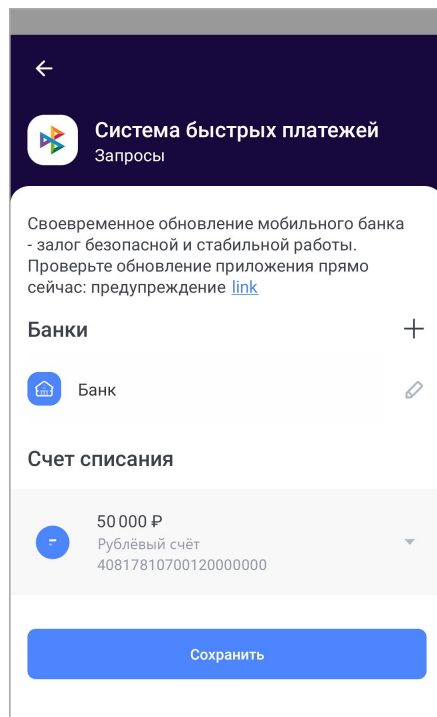 Система быстрых платежей
Запросы
Своевременное обновление мобильного банка
- залог безопасной и стабильной работы.
Проверьте обновление приложения прямо
сейчас: предупреждение link
Банки
Банк
Счет списания
50 000 ₽
Рублёвый счёт
40817810700120000000
Сохранить